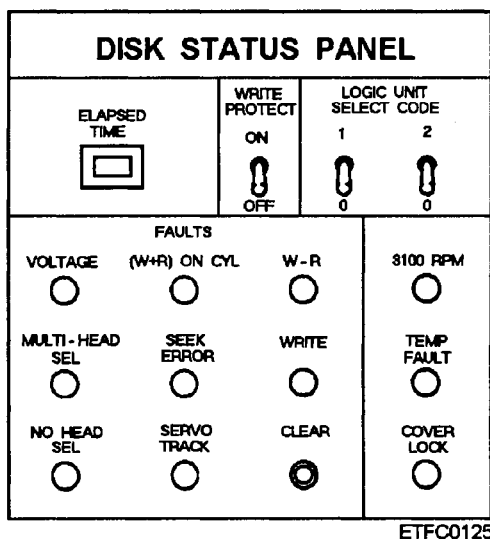 DISK STATUS PANEL
ELAPSED
TIME
WRITE
PROTECT
ON
OFF
LOGIC UNIT
SELECT CODE
1 2
0 0
FAULTS
VOLTAGE (W+R) ON CYL W-R 3100 RPM
MULTI-HEAD
SEL
SEEK
ERROR
WRITE
TEMP
FAULT
NO HEAD
SEL
SERVO
TRACK
CLEAR
COVER
LOCK
ETFC0125